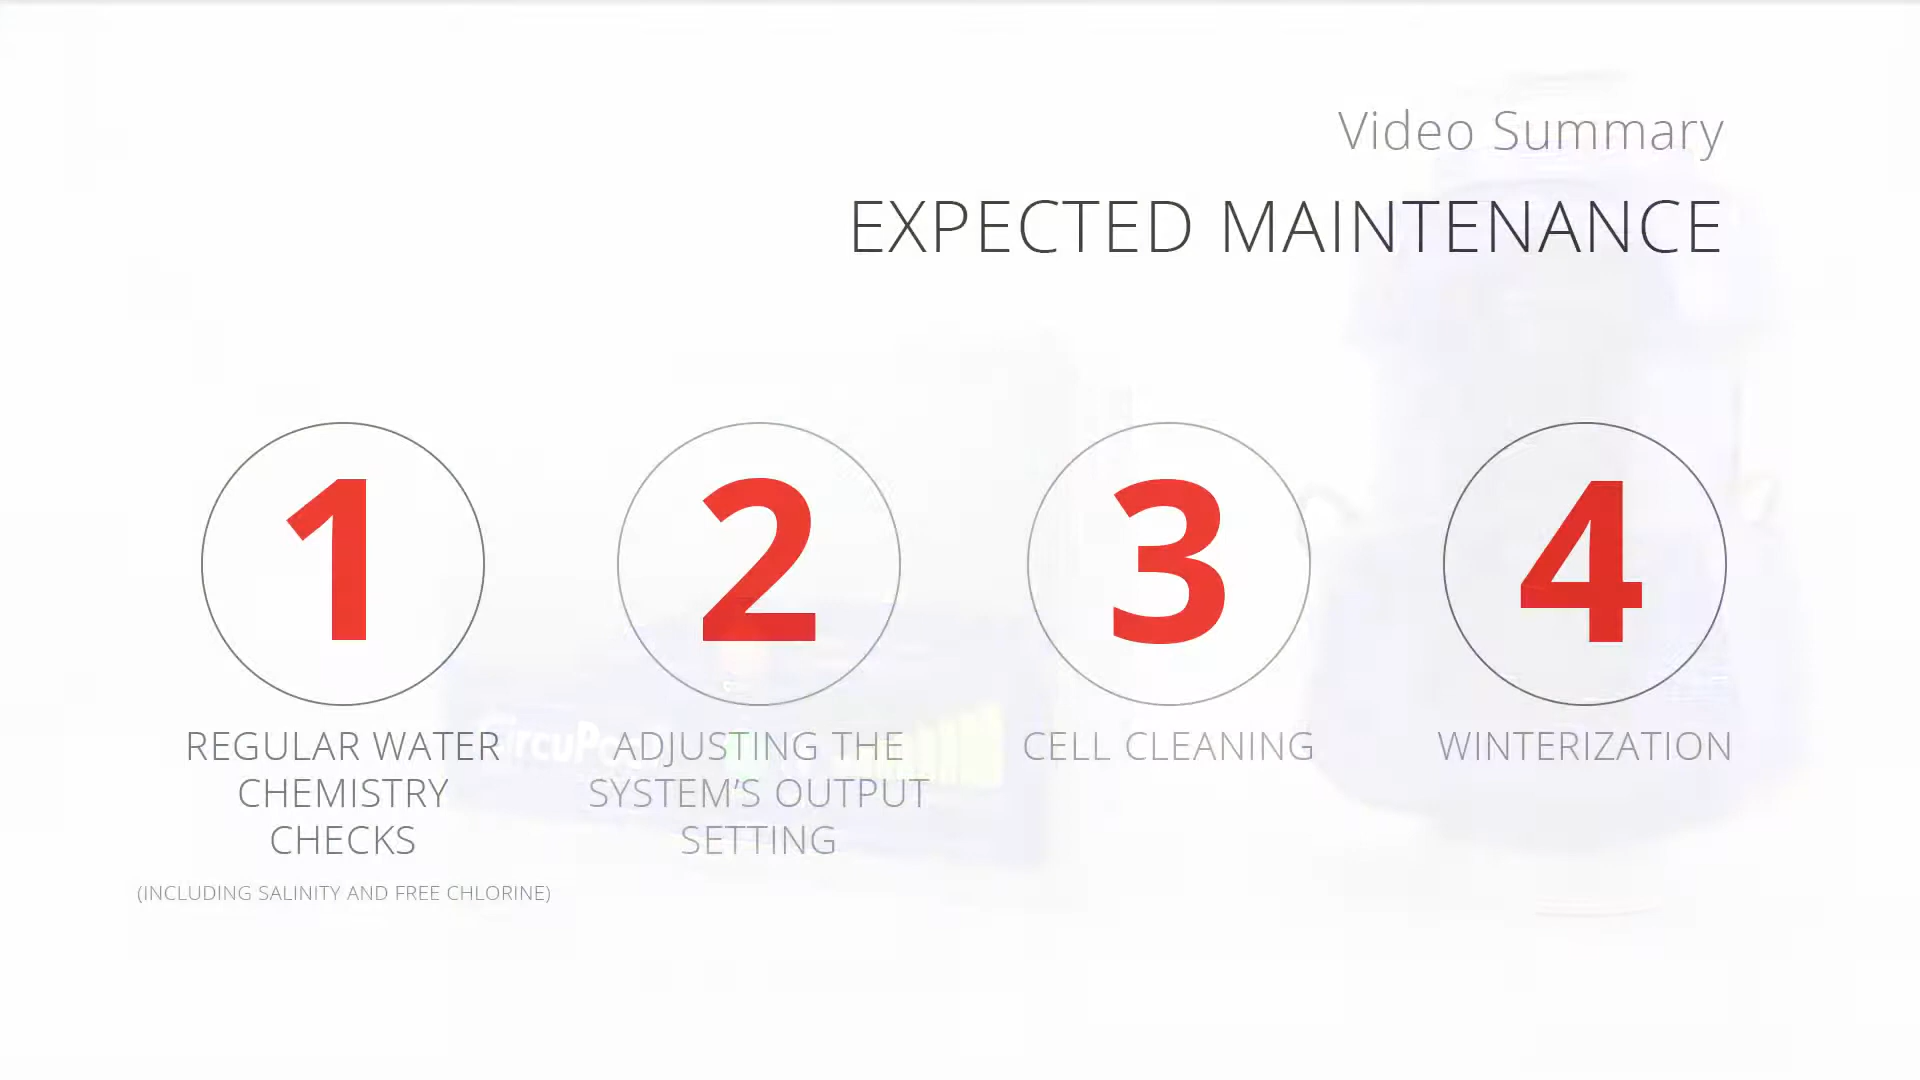 Video Summary
EXPECTED MAINTENANCE
1
REGULAR WATER
CHEMISTRY
CHECKS
(INCLUDING SALINITY AND FREE CHLORINE)
2
ADJUSTING THE
SYSTEM'S OUTPUT
SETTING
3
CELL CLEANING
4
WINTERIZATION